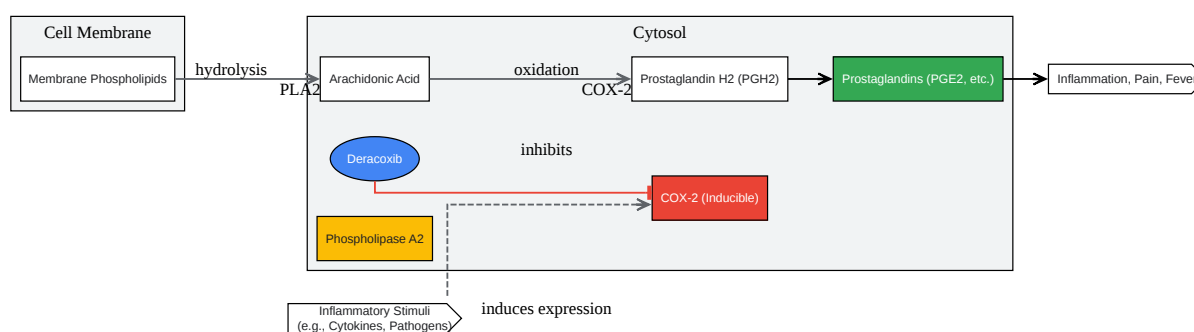 Cell Membrane
Cytosol
Membrane Phospholipids
hydrolysis
PLA2
Arachidonic Acid
oxidation
COX-2
Prostaglandin H2 (PGH2)
Prostaglandins (PGE2, etc.)
Inflammation, Pain, Fever
Deracoxib
inhibits
COX-2 (Inducible)
Phospholipase A2
Inflammatory Stimuli
(e.g., Cytokines, Pathogens)
induces expression